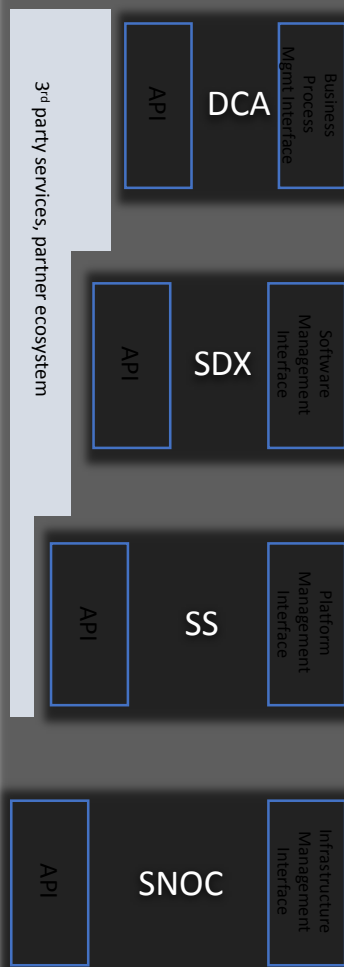 Business
Process
Mgmt Interface
DCA
API
3rd party services, partner ecosystem
Software
Management
Interface
SDX
API
Platform
Management
Interface
SS
API
Infrastructure
Management
Interface
SNOC
API